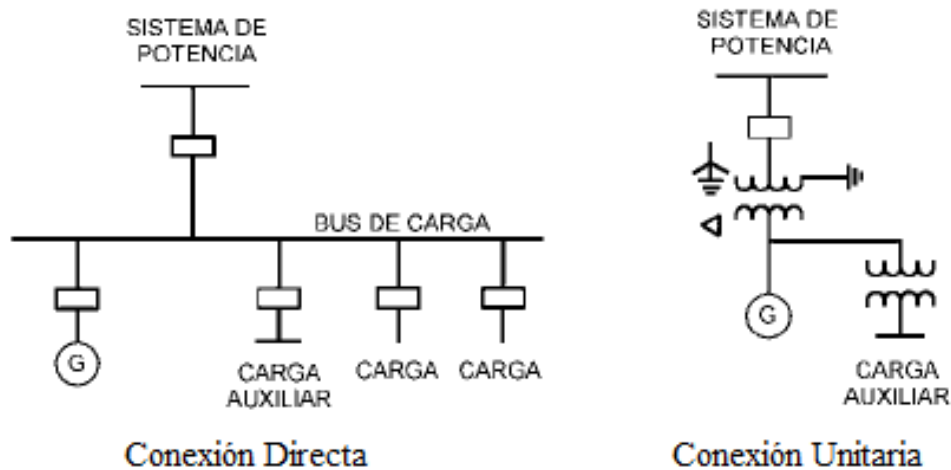 SISTEMA DE
POTENCIA
BUS DE CARGA
G
CARGA
AUXILIAR
CARGA
CARGA
Conexión Directa
SISTEMA DE
POTENCIA
G
CARGA
AUXILIAR
Conexión Unitaria